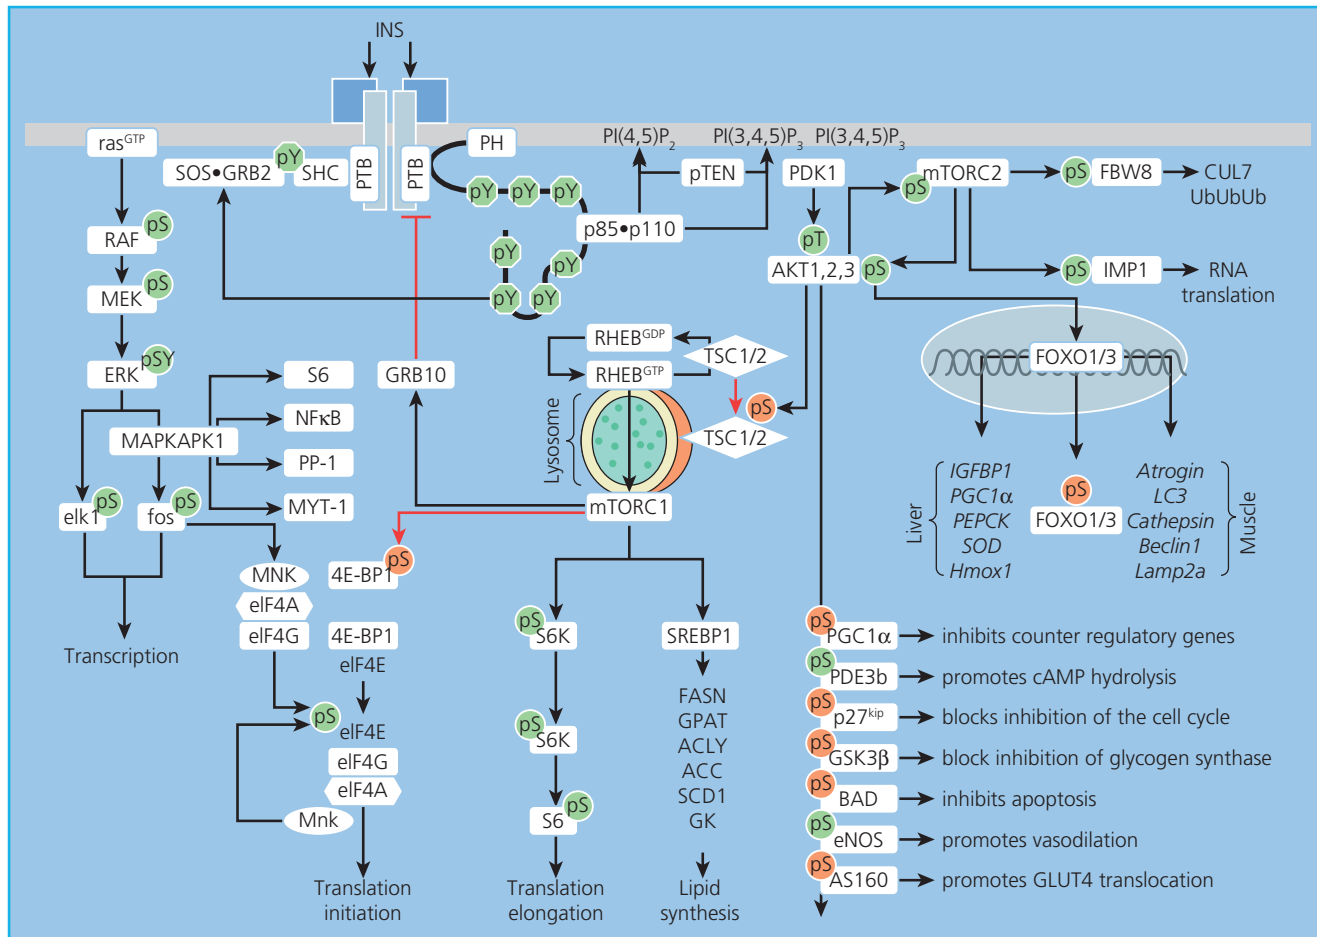 INS
ras^GTP
SOS•GRB2
pY
SHC
PTB
PTB
PH
PI(4,5)P₂
PI(3,4,5)P₃
PI(3,4,5)P₃
pTEN
PDK1
pS
mTORC2
pS
FBW8
CUL7
UbUbUb
pY
pY
pY
p85•p110
pS
RAF
pT
AKT1,2,3
pS
pS
IMP1
RNA
translation
pY
pY
pY
pY
pS
MEK
pSY
ERK
RHEB^GDP
RHEB^GTP
TSC1/2
FOXO1/3
S6
GRB10
NFκB
MAPKAPK1
PP-1
MYT-1
Lysosome
pS
TSC1/2
mTORC1
pS
elk1
pS
fos
Liver
IGFBP1
PGC1α
PEPCK
SOD
Hmox1
pS
FOXO1/3
Atrogin
LC3
Cathepsin
Beclin1
Lamp2a
Muscle
Transcription
MNK
elF4A
elF4G
pS
4E-BP1
4E-BP1
elF4E
pS
elF4E
elF4G
elF4A
Mnk
Translation
initiation
pS
S6K
pS
S6K
pS
S6
Translation
elongation
SREBP1
FASN
GPAT
ACLY
ACC
SCD1
GK
Lipid
synthesis
pS
PGC1α
inhibits counter regulatory genes
pS
PDE3b
promotes cAMP hydrolysis
pS
p27^kip
blocks inhibition of the cell cycle
pS
GSK3β
block inhibition of glycogen synthase
pS
BAD
inhibits apoptosis
pS
eNOS
promotes vasodilation
pS
AS160
promotes GLUT4 translocation